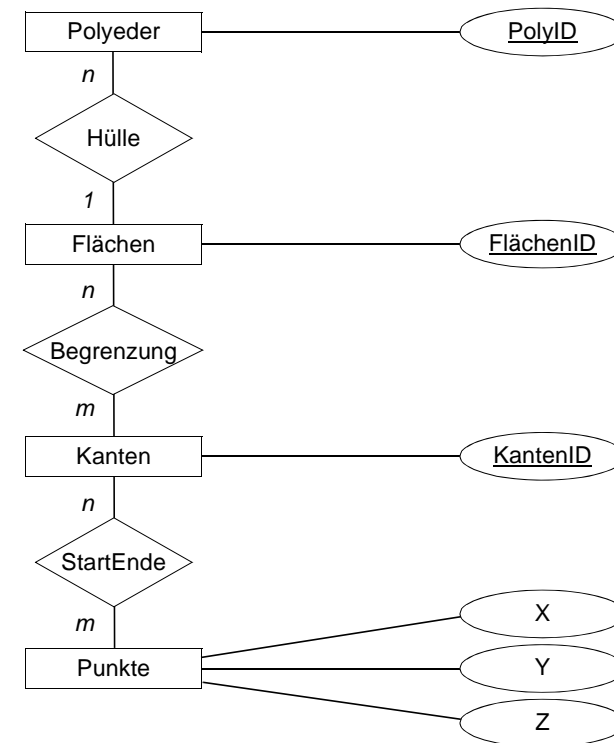 Polyeder PolyID
n
Hülle
1
Flächen FlächenID
n
Begrenzung
m
Kanten KantenID
n
StartEnde
m
X
Punkte Y
Z